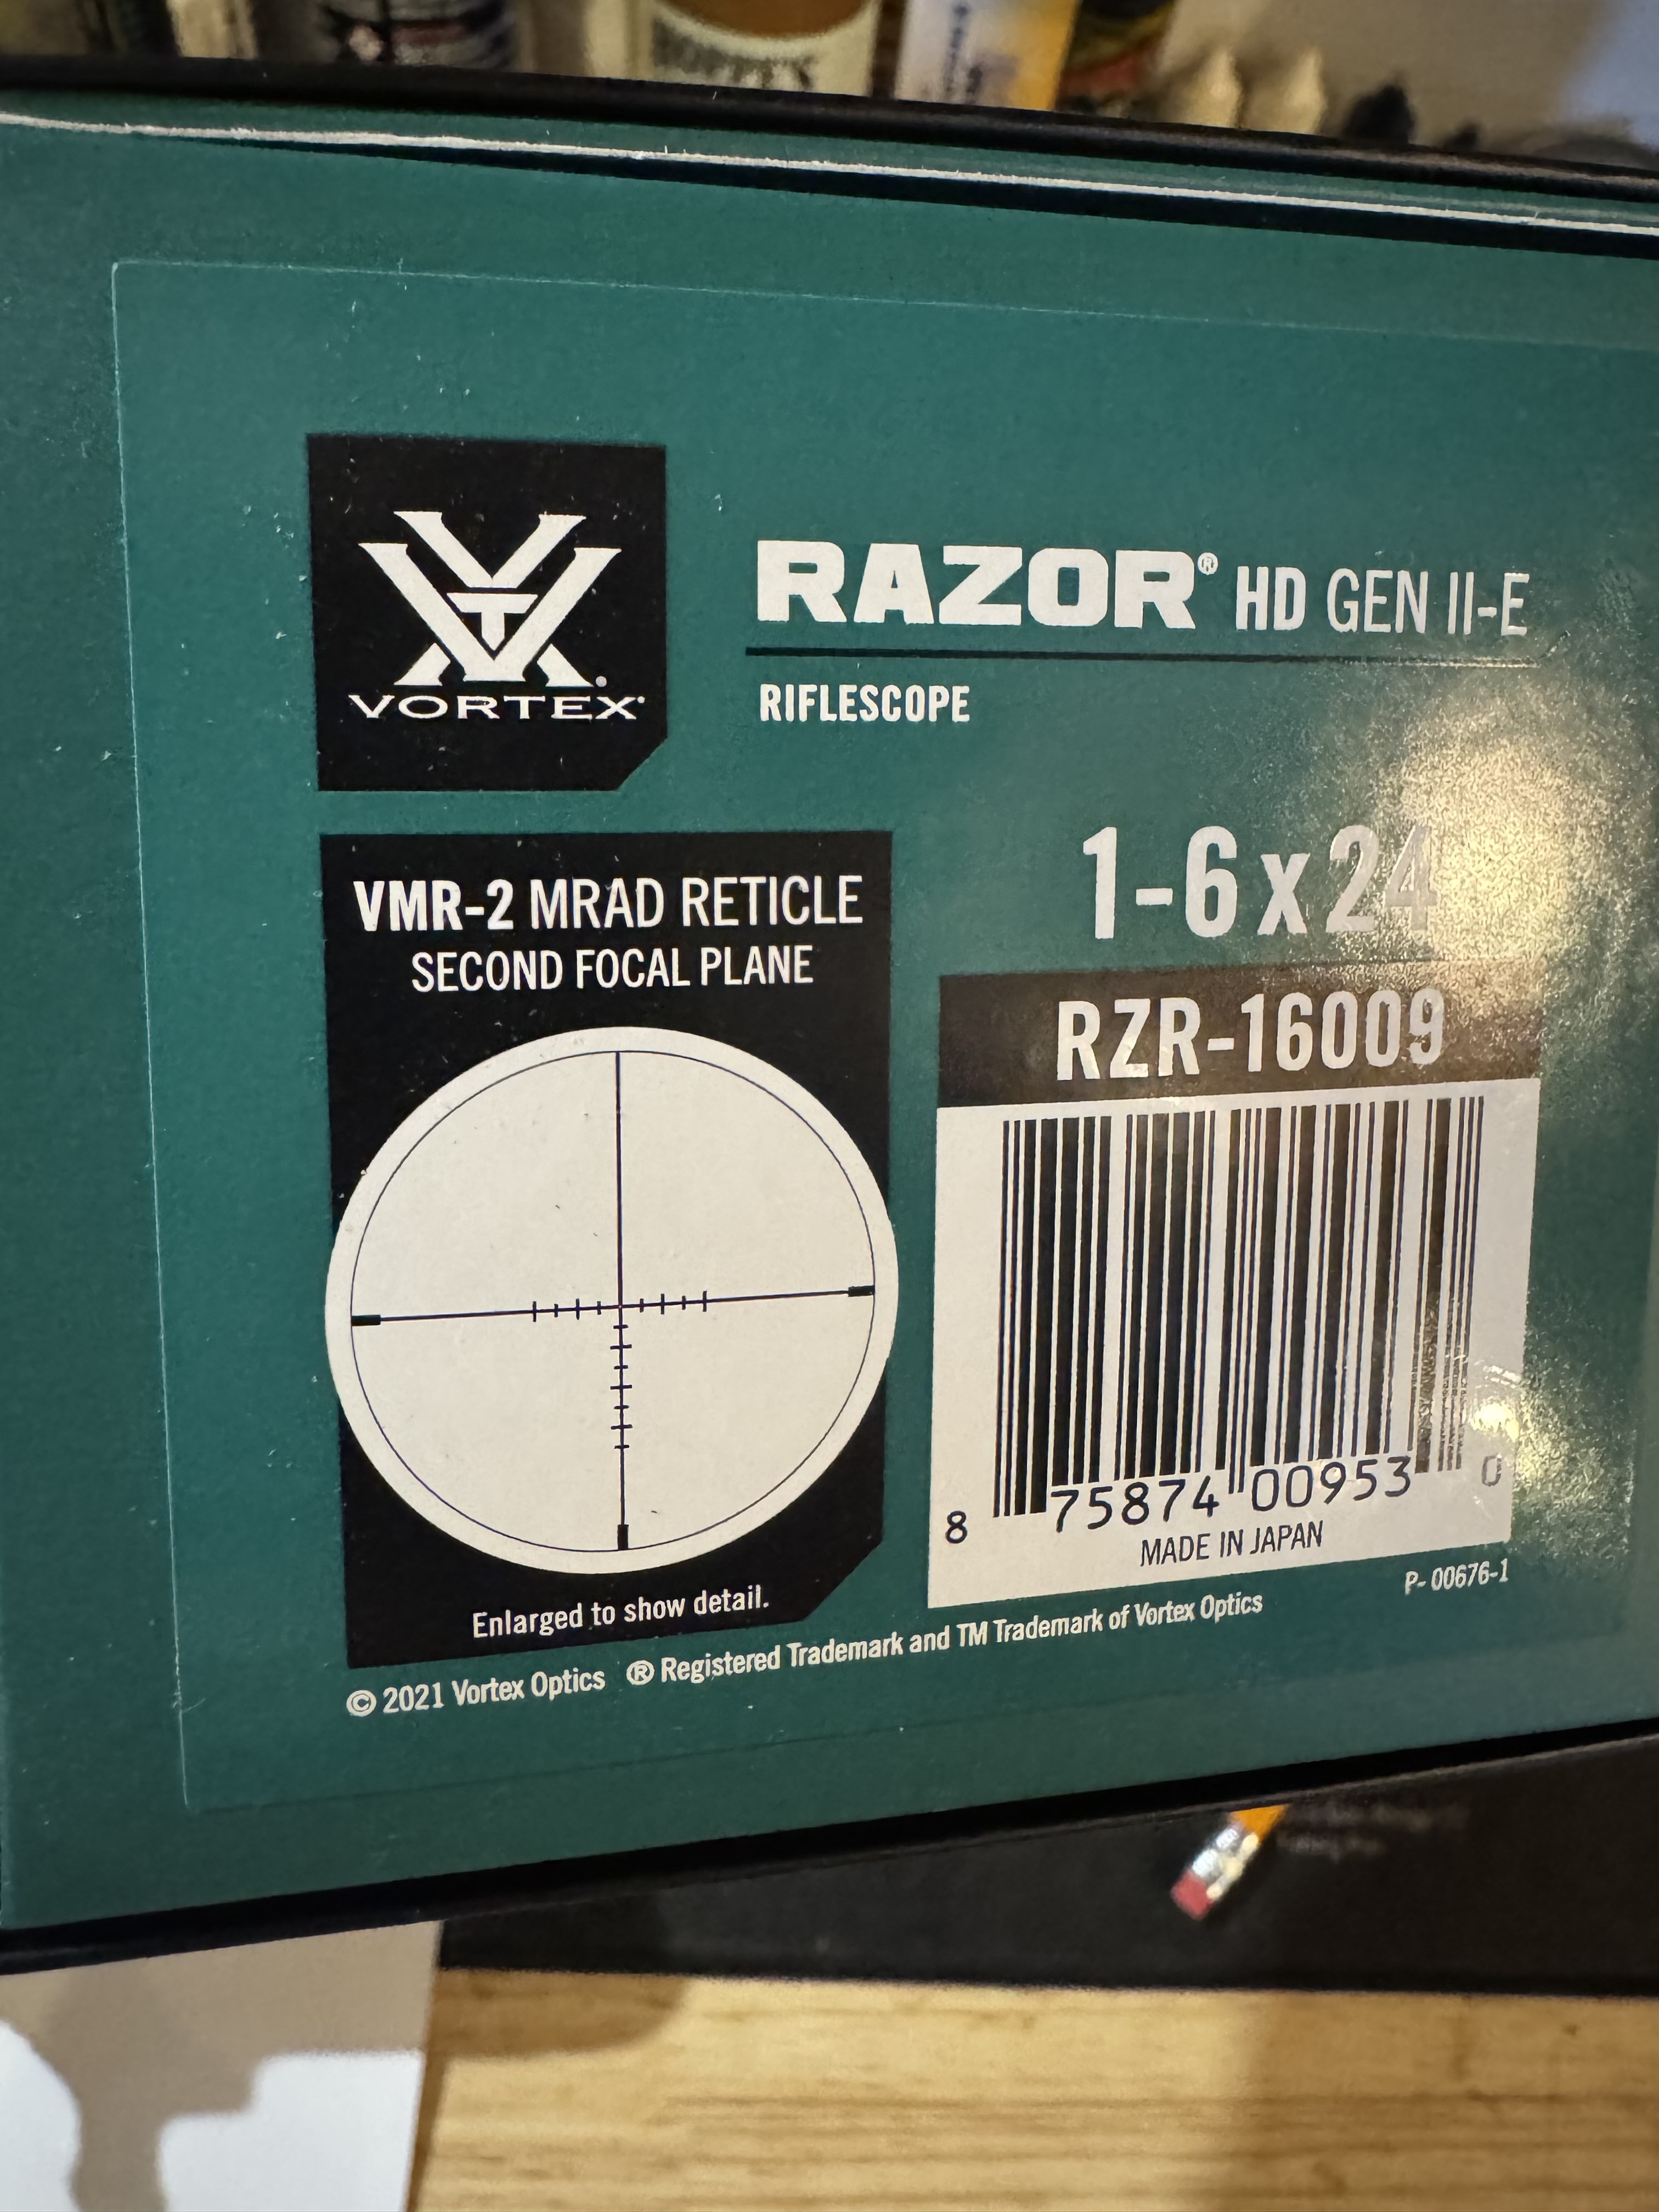 VORTEX
RAZOR® HD GEN II-E
RIFLESCOPE
VMR-2 MRAD RETICLE
SECOND FOCAL PLANE
1-6x24
RZR-16009
8 75874 00953 0
MADE IN JAPAN
P- 00676-1
Enlarged to show detail.
© 2021 Vortex Optics ® Registered Trademark and TM Trademark of Vortex Optics